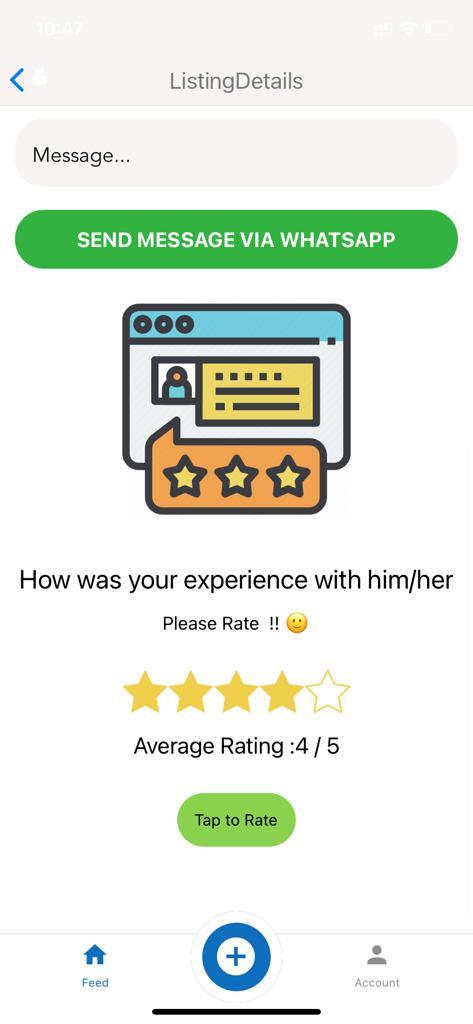 10:47
ListingDetails
Message...
SEND MESSAGE VIA WHATSAPP
How was your experience with him/her
Please Rate  !! 🙂
Average Rating :4 / 5
Tap to Rate
Feed
Account